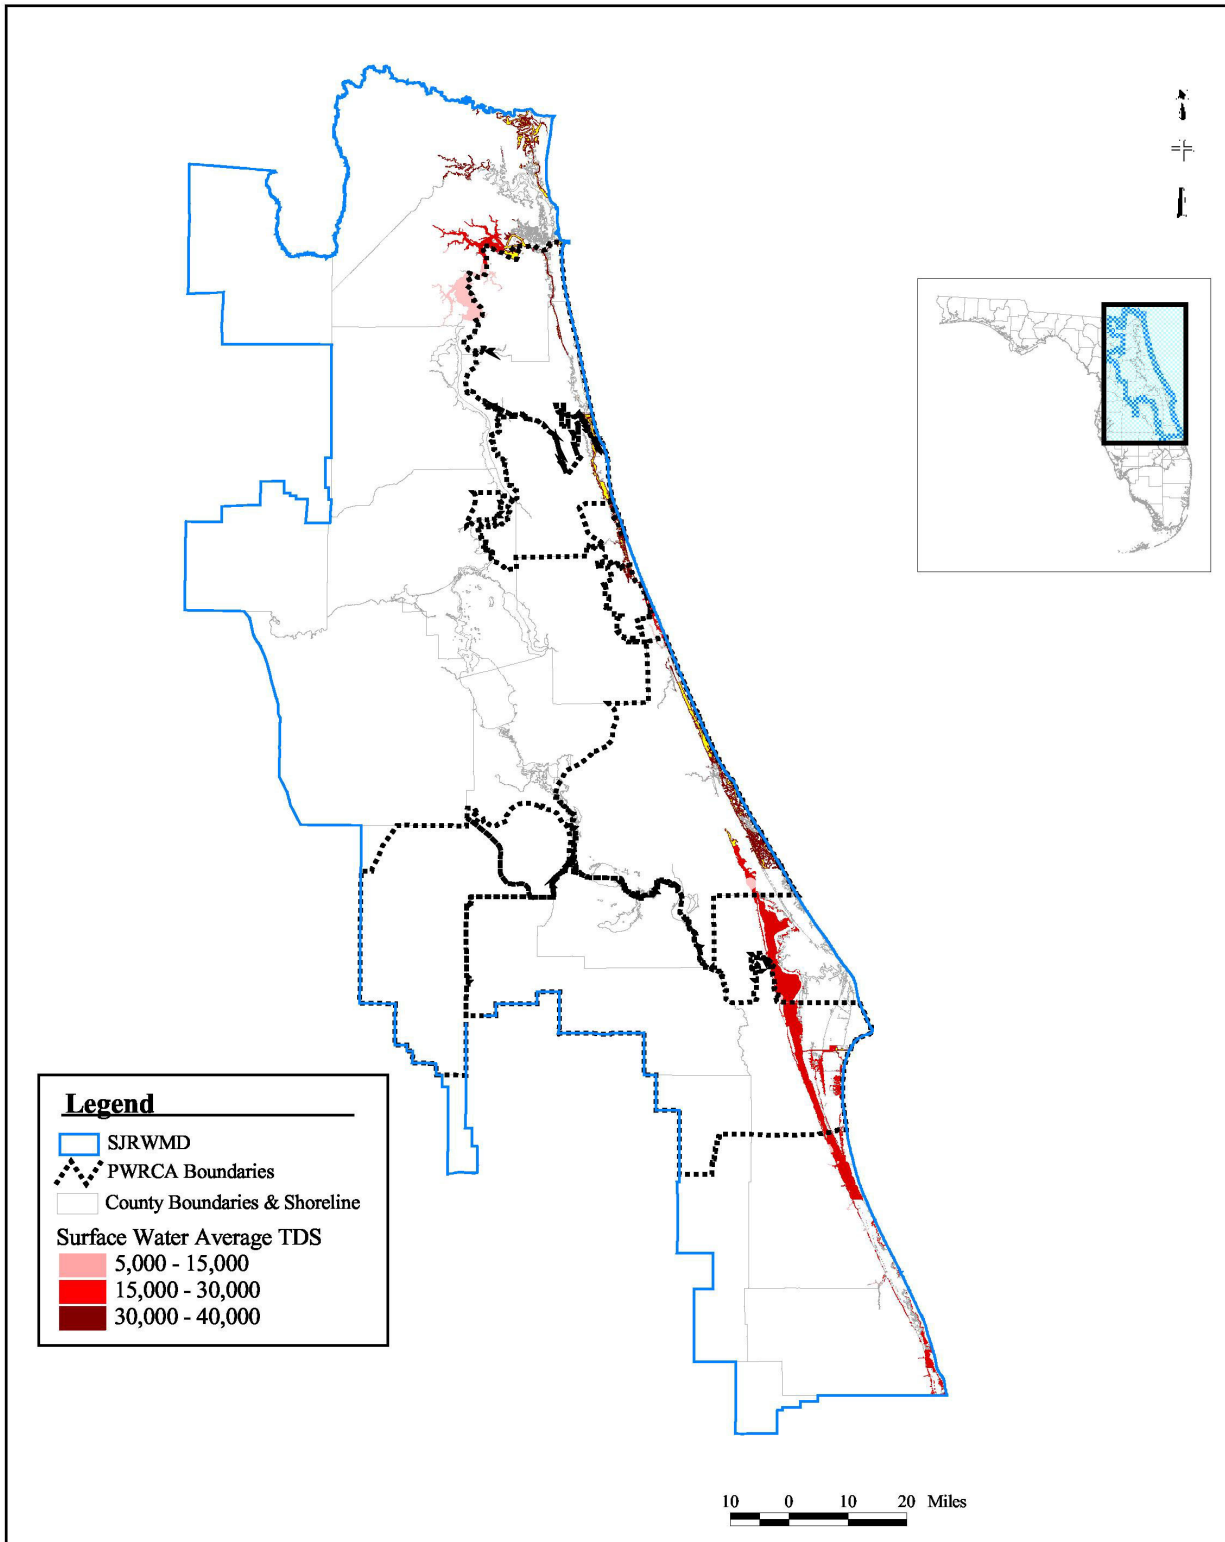 Legend
SJRWMD
PWRCA Boundaries
County Boundaries & Shoreline
Surface Water Average TDS
5,000 - 15,000
15,000 - 30,000
30,000 - 40,000
10 0 10 20 Miles